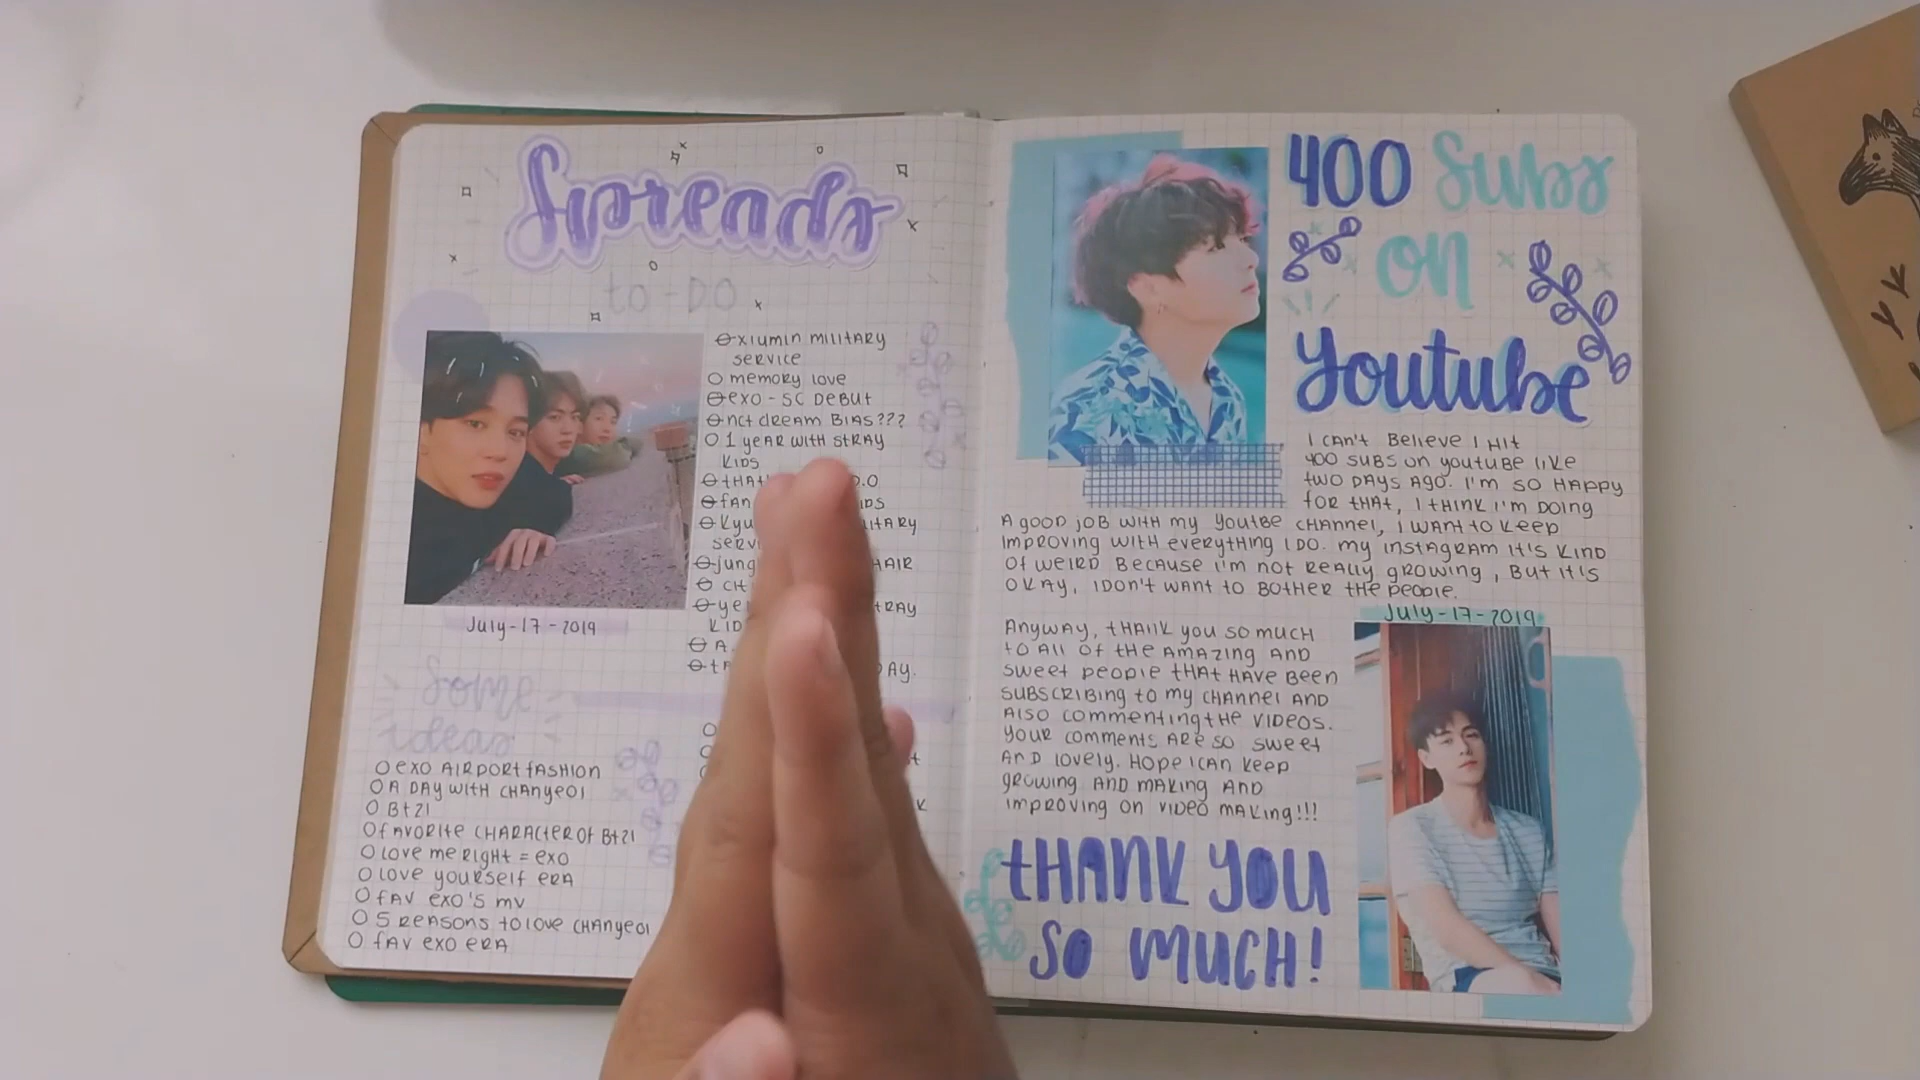 Spreads
to-DO
xiumin military
service
memory love
exo-SC Debut
nct dream BIAS???
1 year with stray
kids
military
hair
stray
July-17-2019
Some
ideas
exo airport fashion
A day with Chanyeol
Bt21
favorite character of Bt21
love me right = exo
love yourself era
fav exo's mv
5 reasons to love Chanyeol
fav exo era
400 Subs
on
Youtube
I can't Believe I hit
400 subs on youtube like
two days ago. I'm so happy
for that, I think I'm doing
A good job with my Youtbe channel, I want to keep
improving with everything I do. my instagram it's kind
of weird Because I'm not really growing, But it's
okay, I Don't want to Bother the people.
July-17-2019
Anyway, thank you so much
to all of the amazing and
sweet people that have been
subscribing to my channel and
also commenting the videos.
your comments are so sweet
and lovely. Hope I can keep
growing and making and
improving on video making!!!
tHANK YOU
SO MUCH!